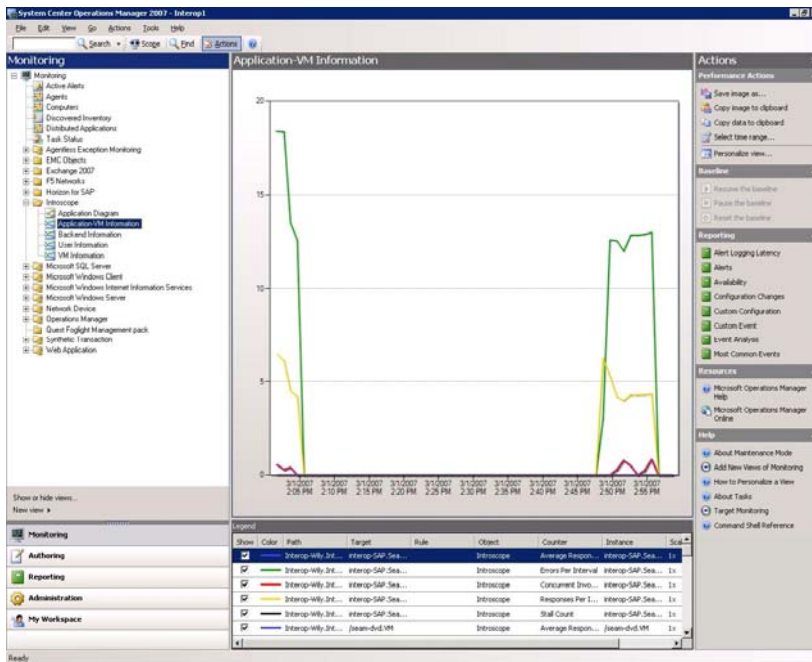 System Center Operations Manager 2007 - Interop1
File Edit View Go Actions Tools Help
Search Scope Find Actions
Monitoring
Monitoring
Active Alerts
Agents
Computers
Discovered Inventory
Distributed Applications
Task Status
Agentless Exception Monitoring
EMC Objects
Exchange 2007
F5 Networks
Horizon for SAP
Introscope
Application Diagram
Application-VM Information
Backend Information
User Information
VM Information
Microsoft SQL Server
Microsoft Windows Client
Microsoft Windows Internet Information Services
Microsoft Windows Server
Network Device
Operations Manager
Quest Foglight Management pack
Synthetic Transaction
Web Application
Show or hide views...
New view
Monitoring
Authoring
Reporting
Administration
My Workspace
Ready
Application-VM Information
20
15
10
5
0
3/1/2007 3/1/2007 3/1/2007 3/1/2007 3/1/2007 3/1/2007 3/1/2007 3/1/2007 3/1/2007 3/1/2007 3/1/2007
2:05 PM 2:10 PM 2:15 PM 2:20 PM 2:25 PM 2:30 PM 2:35 PM 2:40 PM 2:45 PM 2:50 PM 2:55 PM
Legend
Show Color Path Target Rule Object Counter Instance Scal
Interop-Wily.Int... interop-SAP.Sea... Introscope Average Respon... interop-SAP.Sea... 1x
Interop-Wily.Int... interop-SAP.Sea... Introscope Errors Per Interval interop-SAP.Sea... 1x
Interop-Wily.Int... interop-SAP.Sea... Introscope Concurrent Invo... interop-SAP.Sea... 1x
Interop-Wily.Int... interop-SAP.Sea... Introscope Responses Per I... interop-SAP.Sea... 1x
Interop-Wily.Int... interop-SAP.Sea... Introscope Stall Count interop-SAP.Sea... 1x
Interop-Wily.Int... /seam-dvd.VM Introscope Average Respon... /seam-dvd.VM 1x
Actions
Performance Actions
Save image as...
Copy image to clipboard
Copy data to clipboard
Select time range...
Personalize view...
Baseline
Resume the baseline
Pause the baseline
Reset the baseline
Reporting
Alert Logging Latency
Alerts
Availability
Configuration Changes
Custom Configuration
Custom Event
Event Analysis
Most Common Events
Resources
Microsoft Operations Manager
Help
Microsoft Operations Manager
Online
Help
About Maintenance Mode
Add New Views of Monitoring
How to Personalize a View
About Tasks
Target Monitoring
Command Shell Reference